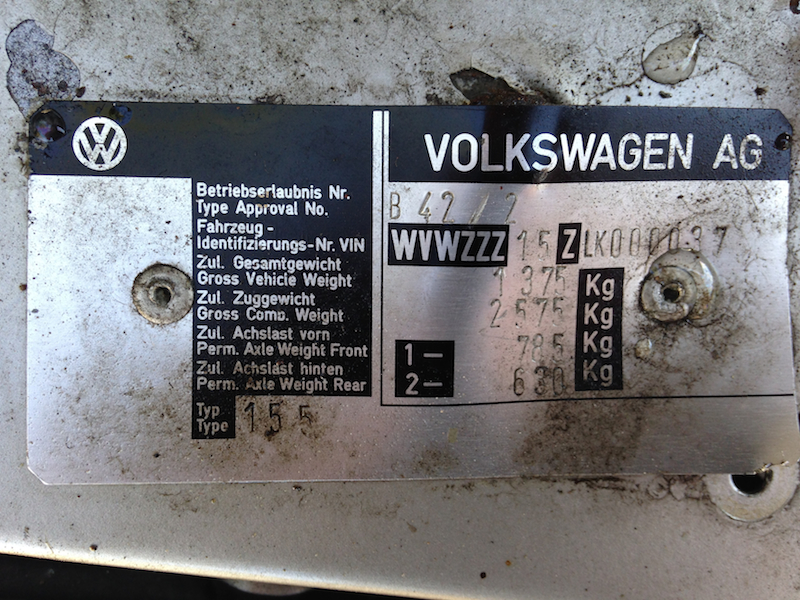 VOLKSWAGEN AG
Betriebserlaubnis Nr.
Type Approval No.
B 42/2
Fahrzeug-
Identifizierungs-Nr. VIN
WVWZZZ 15 Z LK000037
Zul. Gesamtgewicht
Gross Vehicle Weight
1375 Kg
Zul. Zuggewicht
Gross Comb. Weight
2575 Kg
Zul. Achslast vorn
Perm. Axle Weight Front
1– 785 Kg
Zul. Achslast hinten
Perm. Axle Weight Rear
2– 630 Kg
Typ
Type
155